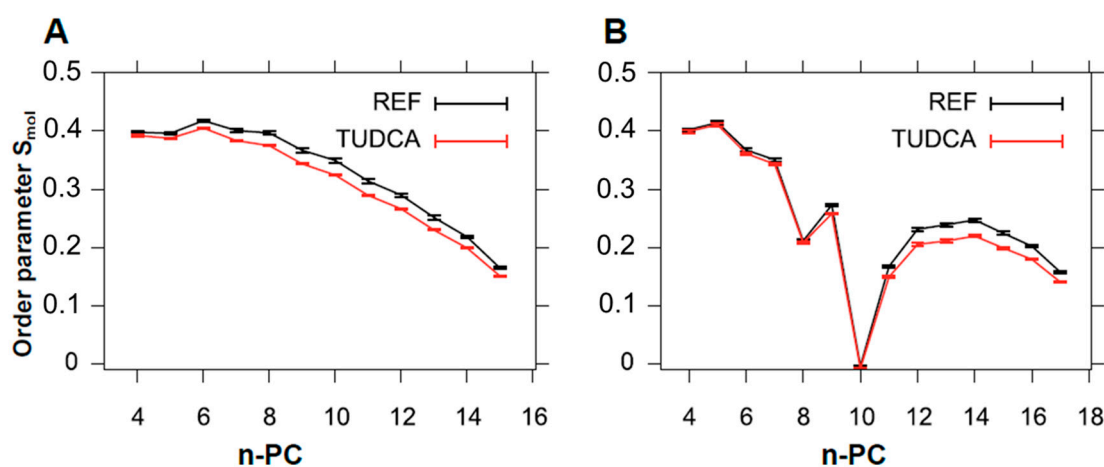 A
B
Order parameter Smol
0.5
0.4
0.3
0.2
0.1
0
REF
TUDCA
4 6 8 10 12 14 16
n-PC
0.5
0.4
0.3
0.2
0.1
0
REF
TUDCA
4 6 8 10 12 14 16 18
n-PC